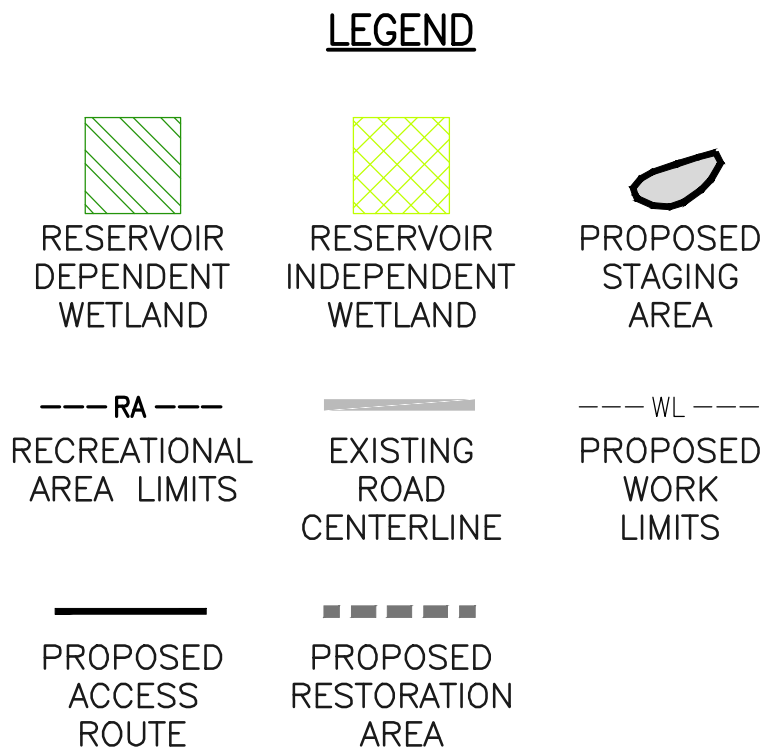 LEGEND
RESERVOIR
DEPENDENT
WETLAND
RESERVOIR
INDEPENDENT
WETLAND
PROPOSED
STAGING
AREA
RA
RECREATIONAL
AREA LIMITS
EXISTING
ROAD
CENTERLINE
WL
PROPOSED
WORK
LIMITS
PROPOSED
ACCESS
ROUTE
PROPOSED
RESTORATION
AREA